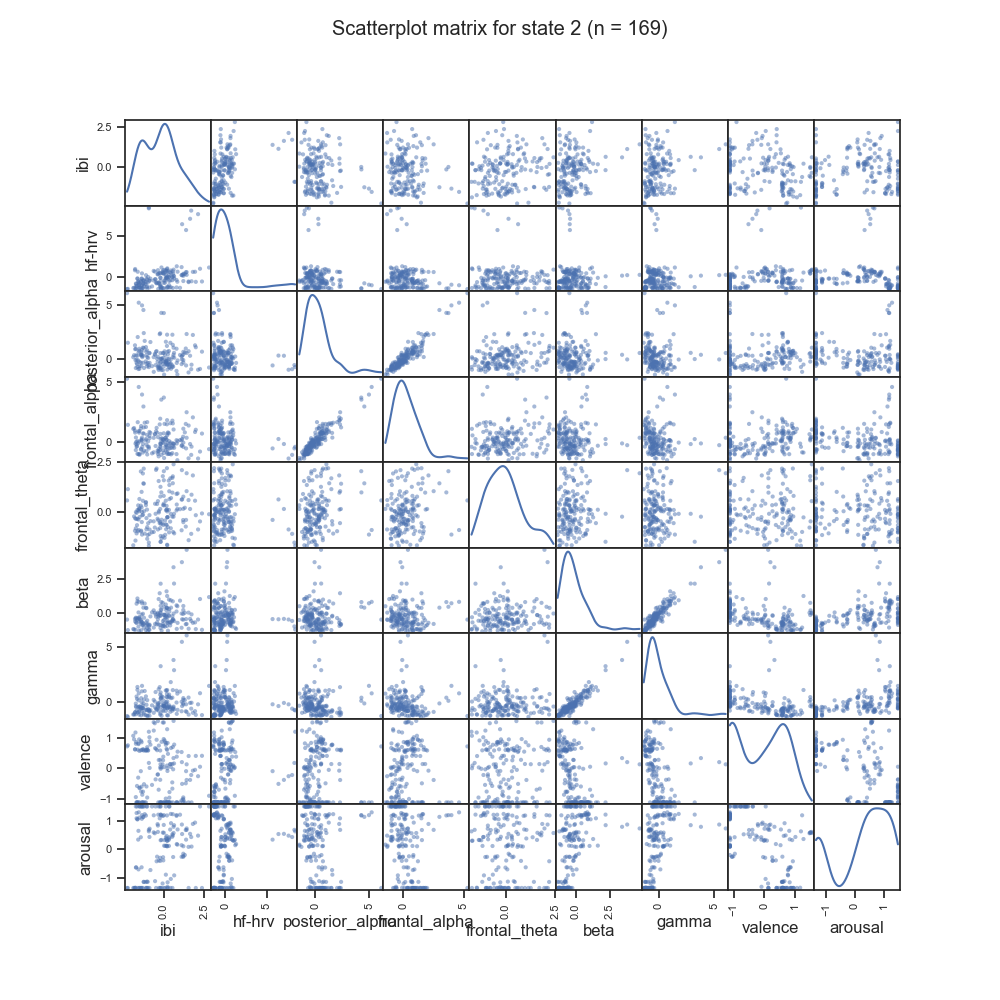 Scatterplot matrix for state 2 (n = 169)
2.5
0.0
ibi
5
0
hf-hrv
5
0
posterior_alpha
5
0
frontal_alpha
2.5
0.0
frontal_theta
2.5
0.0
beta
5
0
gamma
1
0
−1
valence
1
0
−1
arousal
0.0 2.5 0 5 0 5 0 5 0.0 2.5 0.0 2.5 0 5 −1 0 1 −1 0 1
ibi hf-hrv posterior_alpha frontal_alpha frontal_theta beta gamma valence arousal